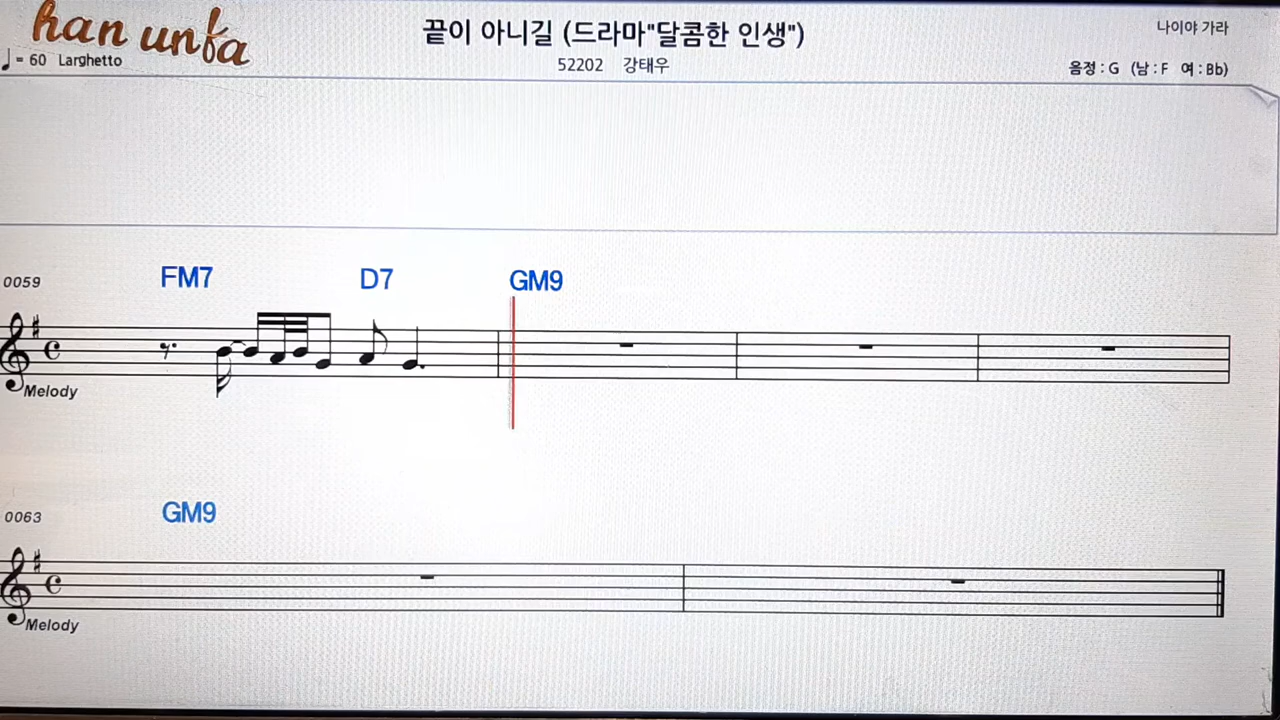 han unfa
끝이 아니길 (드라마"달콤한 인생")
나이야 가라
♩= 60 Larghetto
52202 강태우
음정 : G (남 : F 여 : Bb)
0059
FM7 D7 GM9
Melody
0063
GM9
Melody